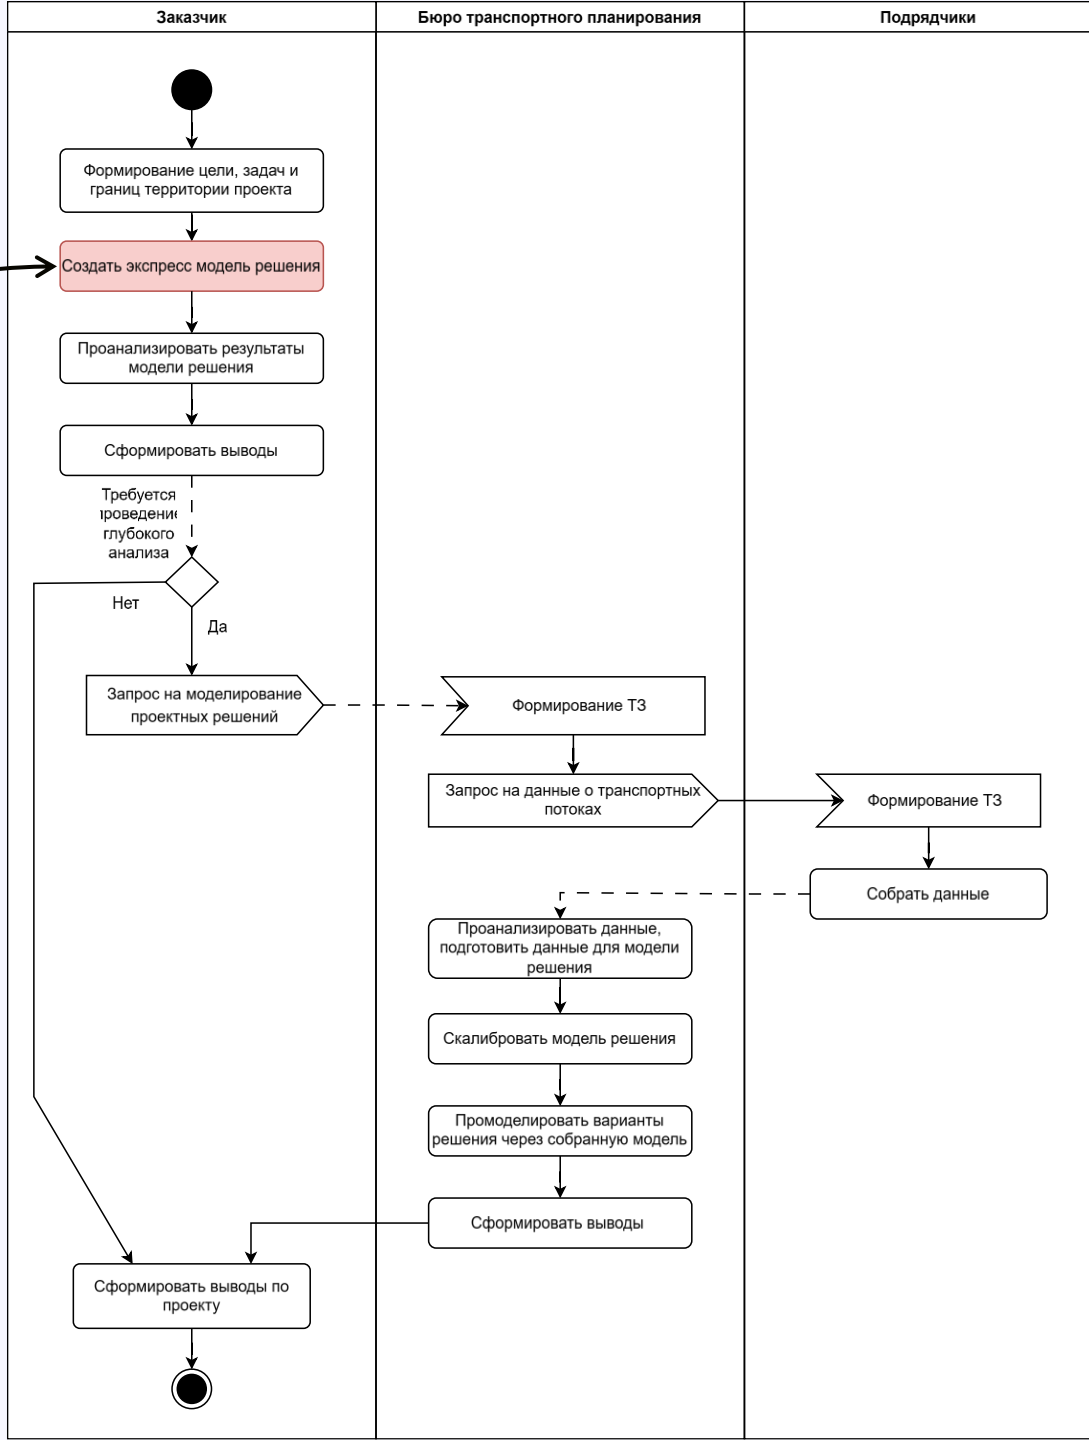 Заказчик
Бюро транспортного планирования
Подрядчики
Формирование цели, задач и
границ территории проекта
Создать экспресс модель решения
Проанализировать результаты
модели решения
Сформировать выводы
Требуется
проведение
глубокого
анализа
Нет
Да
Запрос на моделирование
проектных решений
Формирование ТЗ
Запрос на данные о транспортных
потоках
Формирование ТЗ
Собрать данные
Проанализировать данные,
подготовить данные для модели
решения
Скалибровать модель решения
Промоделировать варианты
решения через собранную модель
Сформировать выводы
Сформировать выводы по
проекту